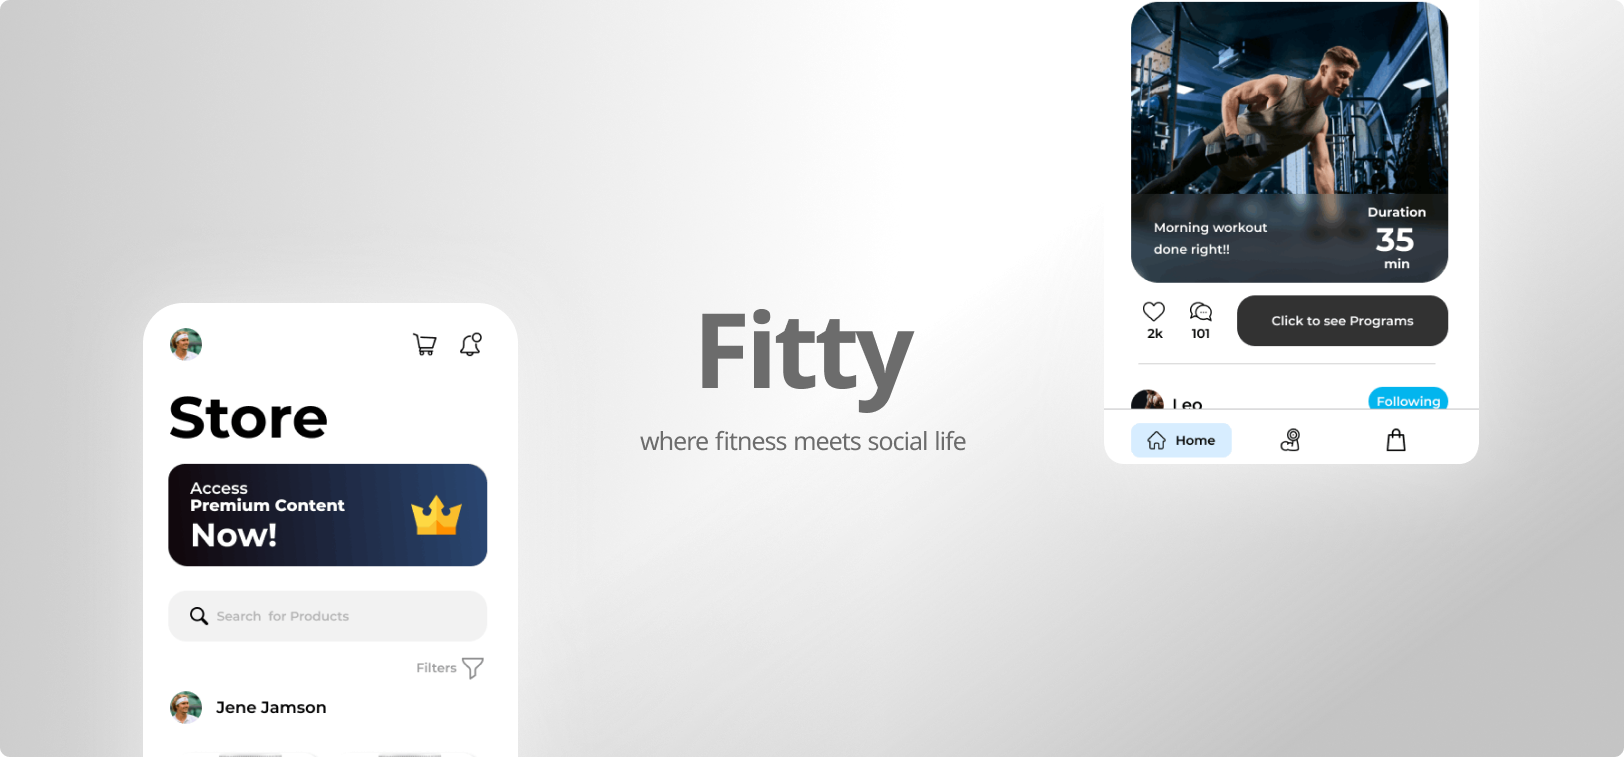 Store
Access
Premium Content
Now!
Search for Products
Filters
Jene Jamson
Fitty
where fitness meets social life
Morning workout
done right!!
Duration
35
min
2k
101
Click to see Programs
Leo
Following
Home